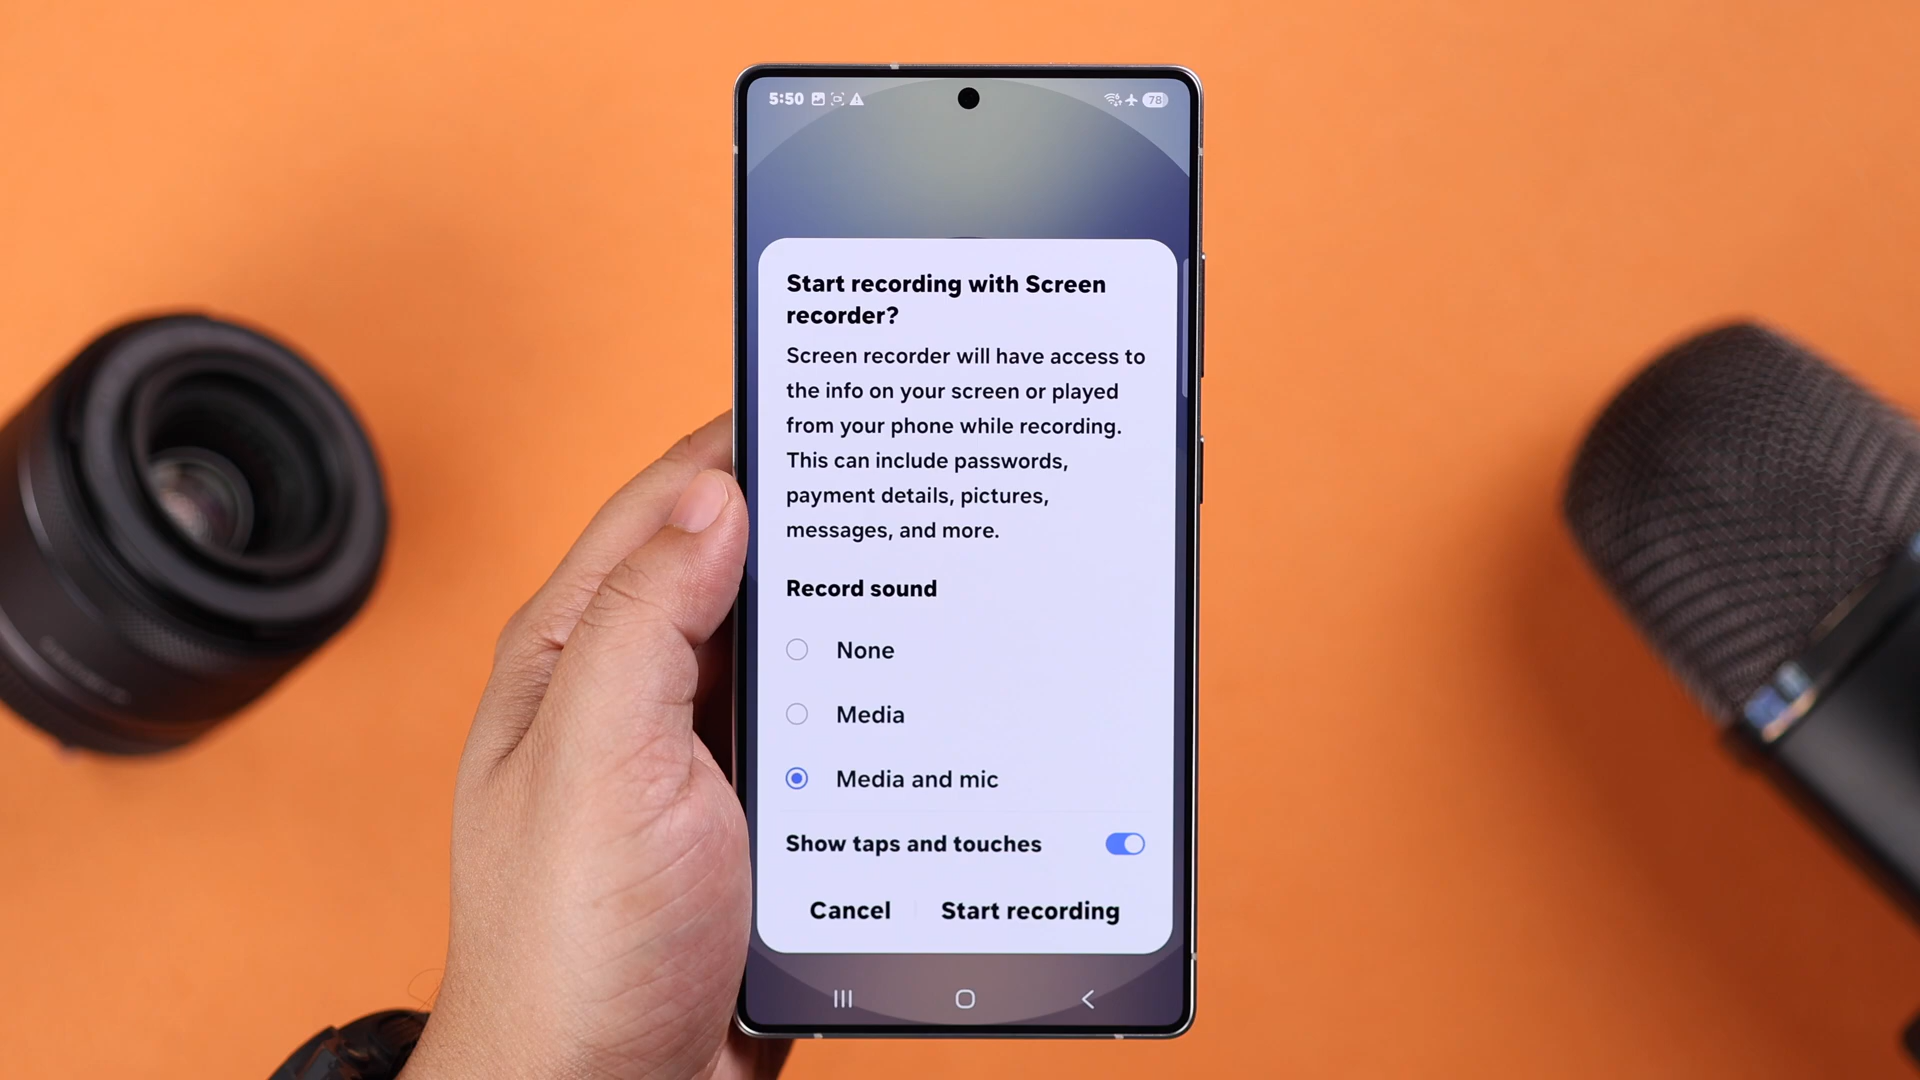 5:50 78
Start recording with Screen
recorder?
Screen recorder will have access to
the info on your screen or played
from your phone while recording.
This can include passwords,
payment details, pictures,
messages, and more.
Record sound
None
Media
Media and mic
Show taps and touches
Cancel Start recording